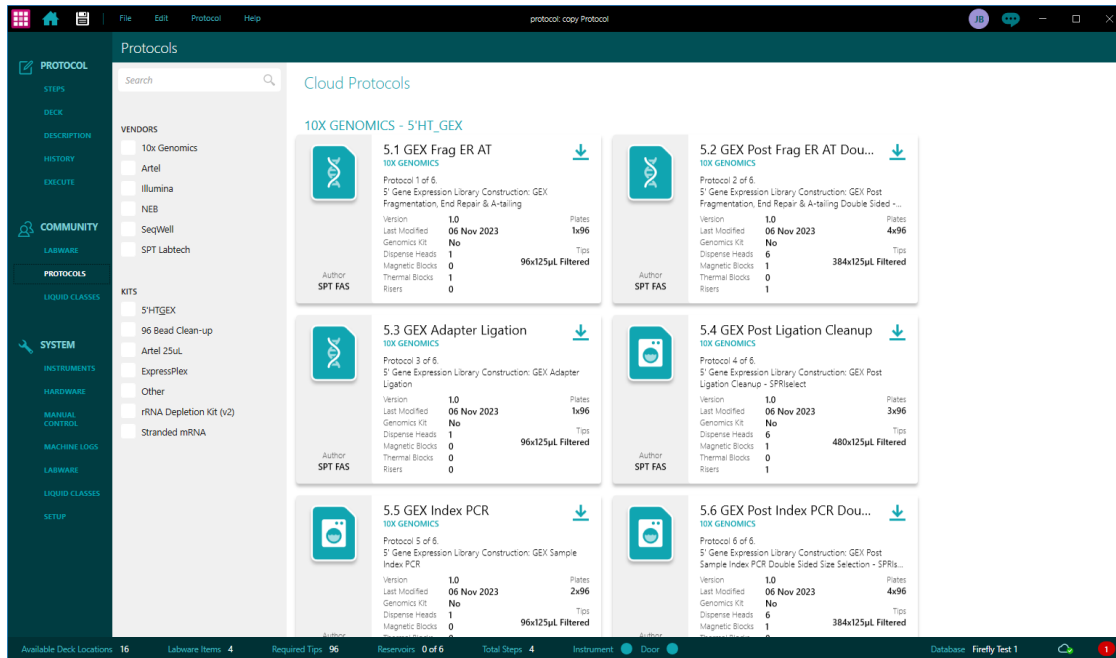 File Edit Protocol Help
protocol: copy Protocol
JB
Protocols
PROTOCOL
STEPS
DECK
DESCRIPTION
HISTORY
EXECUTE
COMMUNITY
LABWARE
PROTOCOLS
LIQUID CLASSES
SYSTEM
INSTRUMENTS
HARDWARE
MANUAL
CONTROL
MACHINE LOGS
LABWARE
LIQUID CLASSES
SETUP
Search
VENDORS
10x Genomics
Artel
Illumina
NEB
SeqWell
SPT Labtech
KITS
5'HTGEX
96 Bead Clean-up
Artel 25uL
ExpressPlex
Other
rRNA Depletion Kit (v2)
Stranded mRNA
Cloud Protocols
10X GENOMICS - 5'HT_GEX
5.1 GEX Frag ER AT
10X GENOMICS
Protocol 1 of 6.
5' Gene Expression Library Construction: GEX
Fragmentation, End Repair & A-tailing
Version 1.0 Plates
Last Modified 06 Nov 2023 1x96
Genomics Kit No
Dispense Heads 1 Tips
Magnetic Blocks 0 96x125µL Filtered
Thermal Blocks 1
Risers 0
Author
SPT FAS
5.2 GEX Post Frag ER AT Dou...
10X GENOMICS
Protocol 2 of 6.
5' Gene Expression Library Construction: GEX Post
Fragmentation, End Repair & A-tailing Double Sided -...
Version 1.0 Plates
Last Modified 06 Nov 2023 4x96
Genomics Kit No
Dispense Heads 6 Tips
Magnetic Blocks 1 384x125µL Filtered
Thermal Blocks 0
Risers 1
Author
SPT FAS
5.3 GEX Adapter Ligation
10X GENOMICS
Protocol 3 of 6.
5' Gene Expression Library Construction: GEX Adapter
Ligation
Version 1.0 Plates
Last Modified 06 Nov 2023 1x96
Genomics Kit No
Dispense Heads 1 Tips
Magnetic Blocks 0 96x125µL Filtered
Thermal Blocks 0
Risers 0
Author
SPT FAS
5.4 GEX Post Ligation Cleanup
10X GENOMICS
Protocol 4 of 6.
5' Gene Expression Library Construction: GEX Post
Ligation Cleanup - SPRIselect
Version 1.0 Plates
Last Modified 06 Nov 2023 3x96
Genomics Kit No
Dispense Heads 6 Tips
Magnetic Blocks 1 480x125µL Filtered
Thermal Blocks 0
Risers 1
Author
SPT FAS
5.5 GEX Index PCR
10X GENOMICS
Protocol 5 of 6.
5' Gene Expression Library Construction: GEX Sample
Index PCR
Version 1.0 Plates
Last Modified 06 Nov 2023 2x96
Genomics Kit No
Dispense Heads 1 Tips
Magnetic Blocks 0 96x125µL Filtered
5.6 GEX Post Index PCR Dou...
10X GENOMICS
Protocol 6 of 6.
5' Gene Expression Library Construction: GEX Post
Sample Index PCR Double Sided Size Selection - SPRIs...
Version 1.0 Plates
Last Modified 06 Nov 2023 4x96
Genomics Kit No
Dispense Heads 6 Tips
Magnetic Blocks 1 384x125µL Filtered
Available Deck Locations 16 Labware Items 4 Required Tips 96 Reservoirs 0 of 6 Total Steps 4 Instrument Door Database Firefly Test 1 1